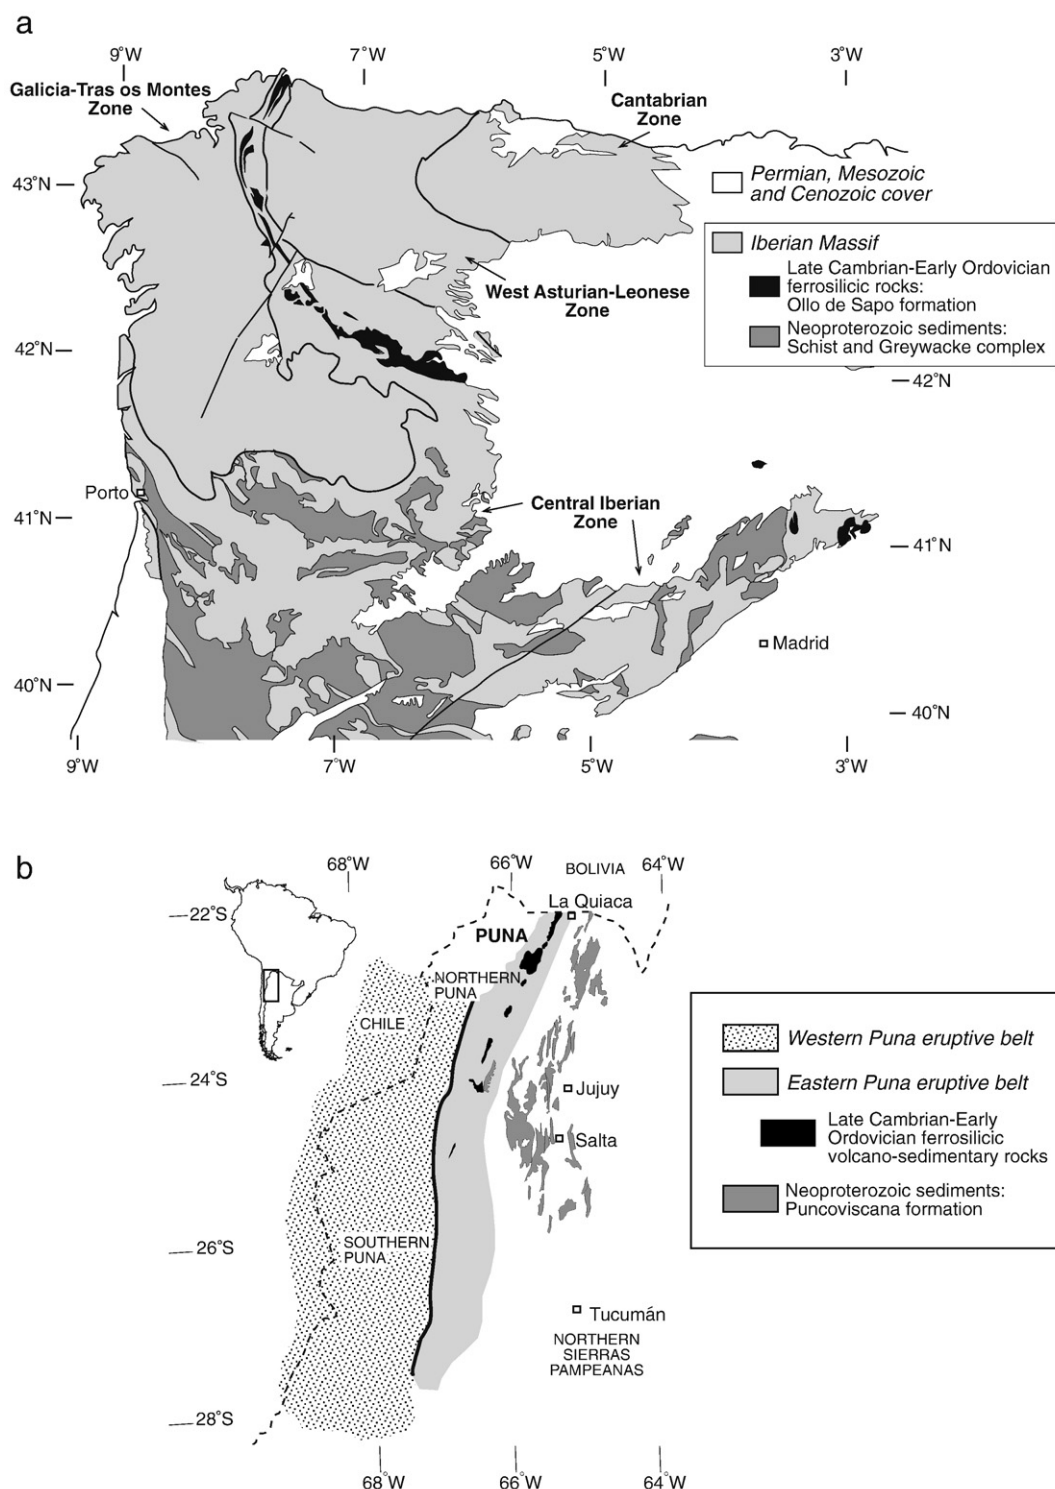 a
9°W
7°W
5°W
3°W
Galicia-Tras os Montes
Zone
Cantabrian
Zone
43°N
Permian, Mesozoic
and Cenozoic cover
Iberian Massif
Late Cambrian-Early Ordovician
ferrosilicic rocks:
Ollo de Sapo formation
Neoproterozoic sediments:
Schist and Greywacke complex
West Asturian-Leonese
Zone
42°N
42°N
Porto
41°N
Central Iberian
Zone
41°N
Madrid
40°N
40°N
9°W
7°W
5°W
3°W
b
68°W
66°W
64°W
BOLIVIA
22°S
La Quiaca
PUNA
NORTHERN
PUNA
CHILE
24°S
Jujuy
Salta
Western Puna eruptive belt
Eastern Puna eruptive belt
Late Cambrian-Early
Ordovician ferrosilicic
volcano-sedimentary rocks
Neoproterozoic sediments:
Puncoviscana formation
26°S
SOUTHERN
PUNA
Tucumán
NORTHERN
SIERRAS
PAMPEANAS
28°S
68°W
66°W
64°W